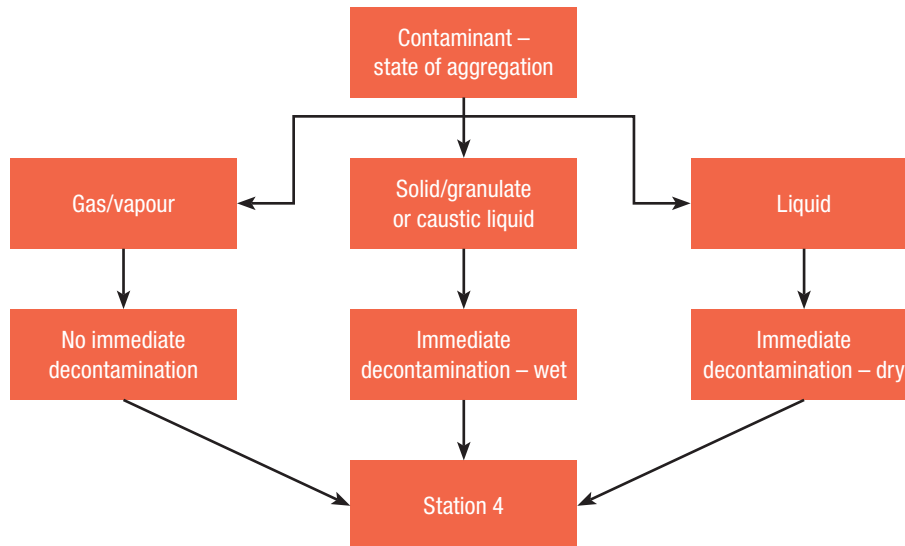 Contaminant –
state of aggregation
Gas/vapour
Solid/granulate
or caustic liquid
Liquid
No immediate
decontamination
Immediate
decontamination – wet
Immediate
decontamination – dry
Station 4